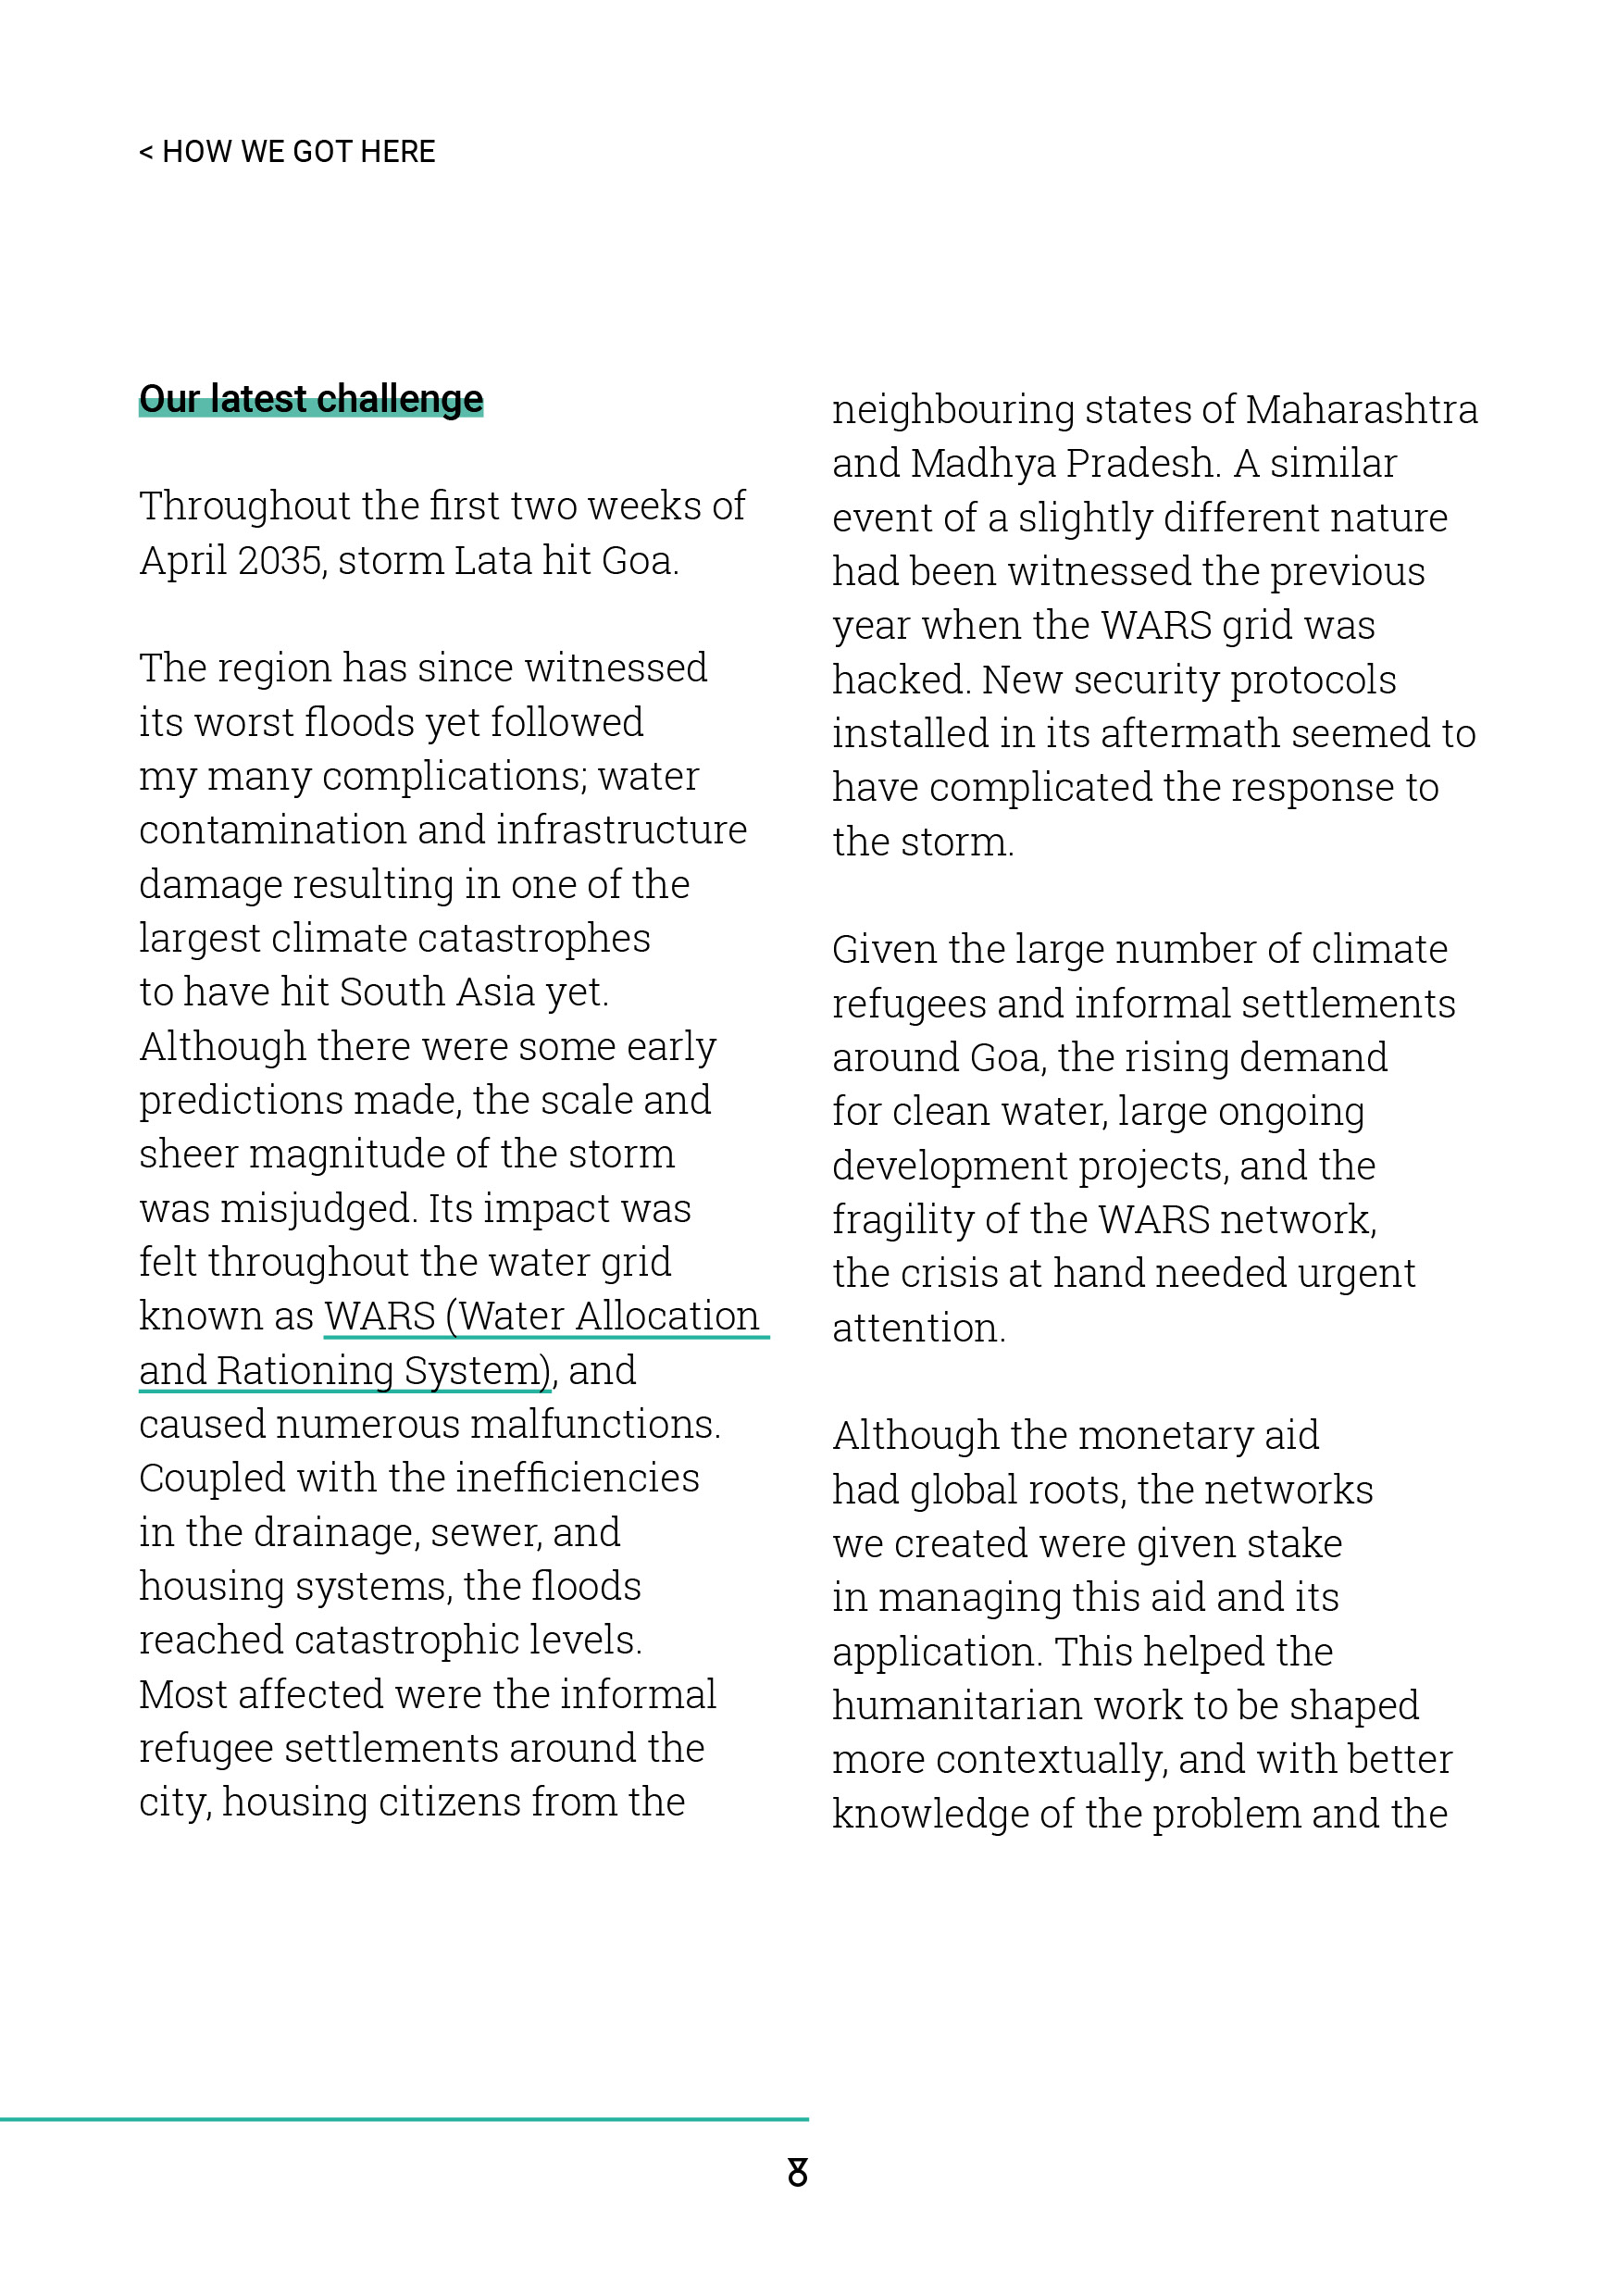 < HOW WE GOT HERE
Our latest challenge
Throughout the first two weeks of
April 2035, storm Lata hit Goa.
The region has since witnessed
its worst floods yet followed
my many complications; water
contamination and infrastructure
damage resulting in one of the
largest climate catastrophes
to have hit South Asia yet.
Although there were some early
predictions made, the scale and
sheer magnitude of the storm
was misjudged. Its impact was
felt throughout the water grid
known as WARS (Water Allocation
and Rationing System), and
caused numerous malfunctions.
Coupled with the inefficiencies
in the drainage, sewer, and
housing systems, the floods
reached catastrophic levels.
Most affected were the informal
refugee settlements around the
city, housing citizens from the
neighbouring states of Maharashtra
and Madhya Pradesh. A similar
event of a slightly different nature
had been witnessed the previous
year when the WARS grid was
hacked. New security protocols
installed in its aftermath seemed to
have complicated the response to
the storm.
Given the large number of climate
refugees and informal settlements
around Goa, the rising demand
for clean water, large ongoing
development projects, and the
fragility of the WARS network,
the crisis at hand needed urgent
attention.
Although the monetary aid
had global roots, the networks
we created were given stake
in managing this aid and its
application. This helped the
humanitarian work to be shaped
more contextually, and with better
knowledge of the problem and the
8